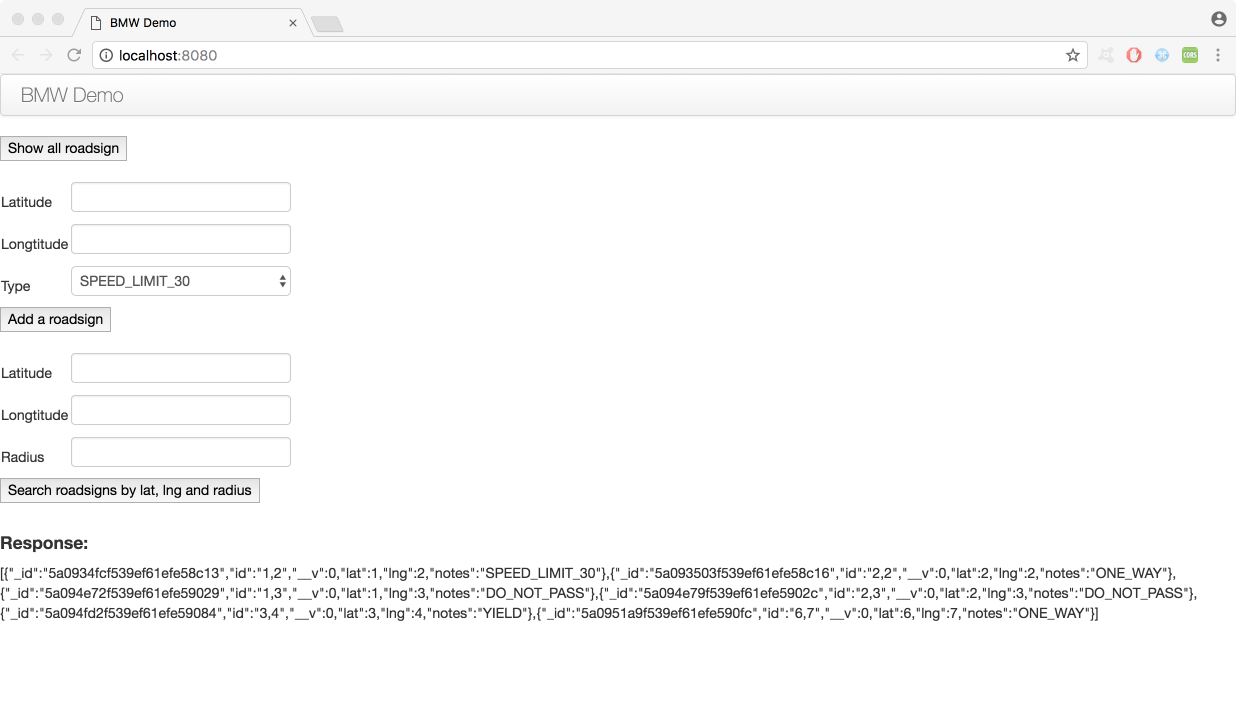 BMW Demo
localhost:8080
CORS
BMW Demo
Show all roadsign
Latitude
Longtitude
Type SPEED_LIMIT_30
Add a roadsign
Latitude
Longtitude
Radius
Search roadsigns by lat, lng and radius
Response:
[{"_id":"5a0934fcf539ef61efe58c13","id":"1,2","__v":0,"lat":1,"lng":2,"notes":"SPEED_LIMIT_30"},{"_id":"5a093503f539ef61efe58c16","id":"2,2","__v":0,"lat":2,"lng":2,"notes":"ONE_WAY"},
{"_id":"5a094e72f539ef61efe59029","id":"1,3","__v":0,"lat":1,"lng":3,"notes":"DO_NOT_PASS"},{"_id":"5a094e79f539ef61efe5902c","id":"2,3","__v":0,"lat":2,"lng":3,"notes":"DO_NOT_PASS"},
{"_id":"5a094fd2f539ef61efe59084","id":"3,4","__v":0,"lat":3,"lng":4,"notes":"YIELD"},{"_id":"5a0951a9f539ef61efe590fc","id":"6,7","__v":0,"lat":6,"lng":7,"notes":"ONE_WAY"}]